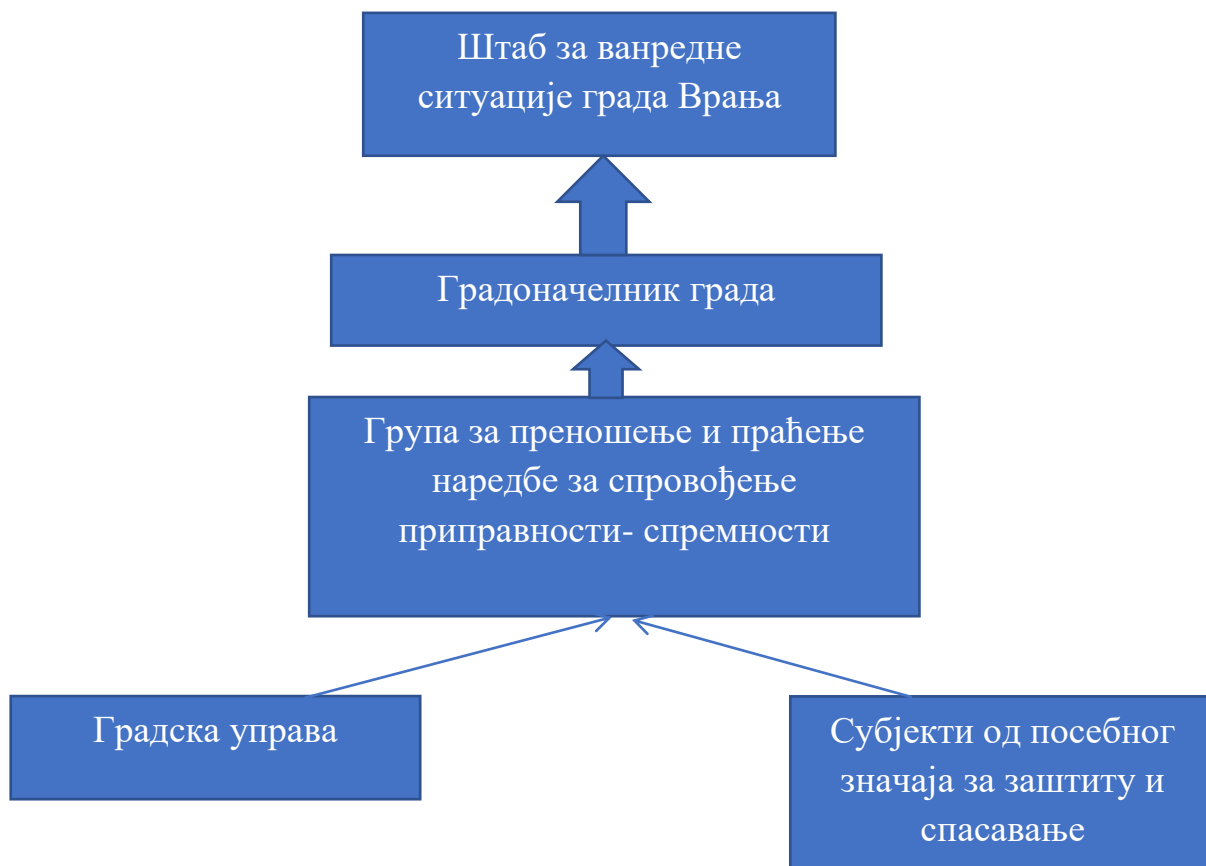 Штаб за ванредне
ситуације града Врања
Градоначелник града
Група за преношење и праћење
наредбе за спровођење
приправности- спремности
Градска управа
Субјекти од посебног
значаја за заштиту и
спасавање